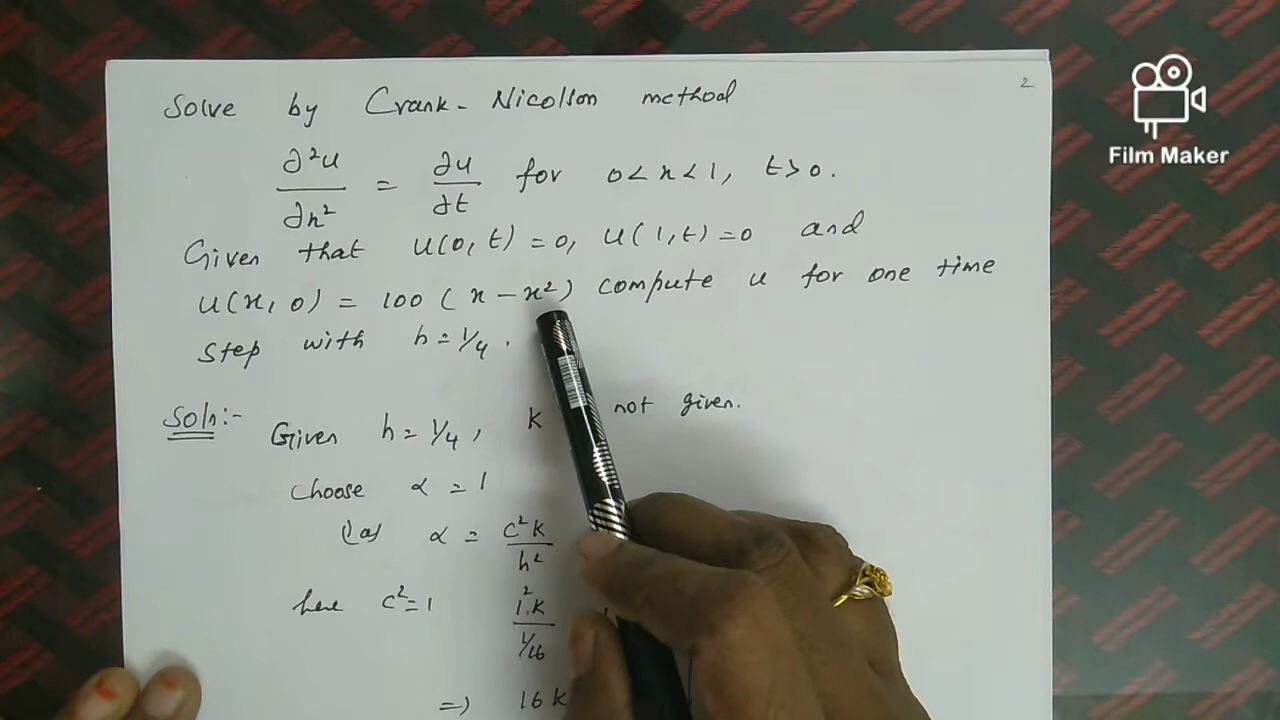 2
Solve by Crank-Nicolson method
∂²u/∂x² = ∂u/∂t for 0<x<1, t>0.
Given that u(0,t)=0, u(1,t)=0 and
u(x,0) = 100 (x-x²) compute u for one time
step with h=1/4.
Soln:- Given h=1/4, k not given.
choose α = 1
(as) α = c²k/h²
here c²=1 1².k/1/16
=) 16k
Film Maker